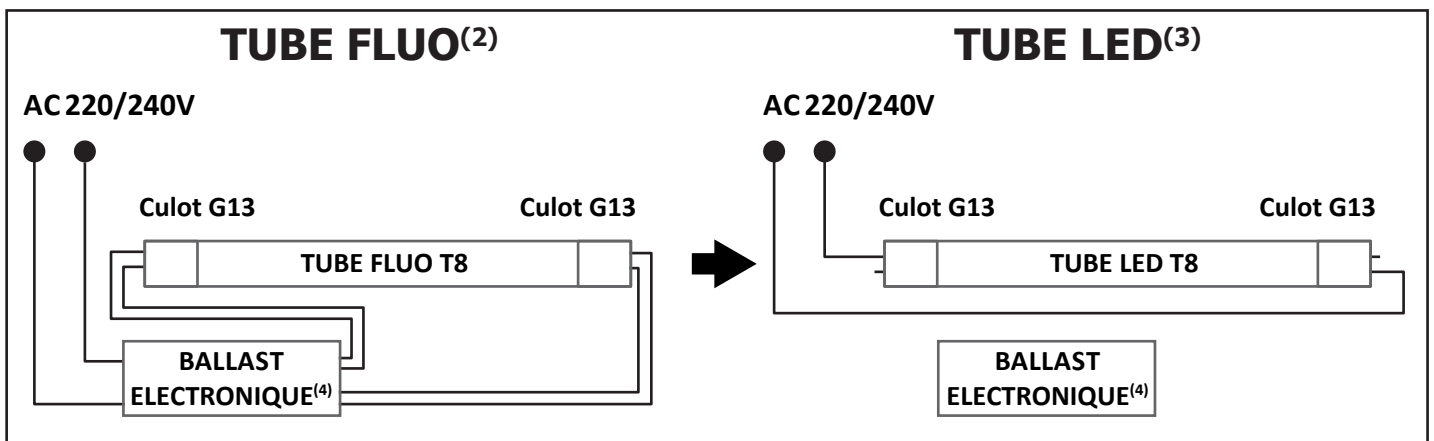 TUBE FLUO(2)
AC 220/240V
Culot G13
Culot G13
TUBE FLUO T8
BALLAST
ELECTRONIQUE(4)
TUBE LED(3)
AC 220/240V
Culot G13
Culot G13
TUBE LED T8
BALLAST
ELECTRONIQUE(4)